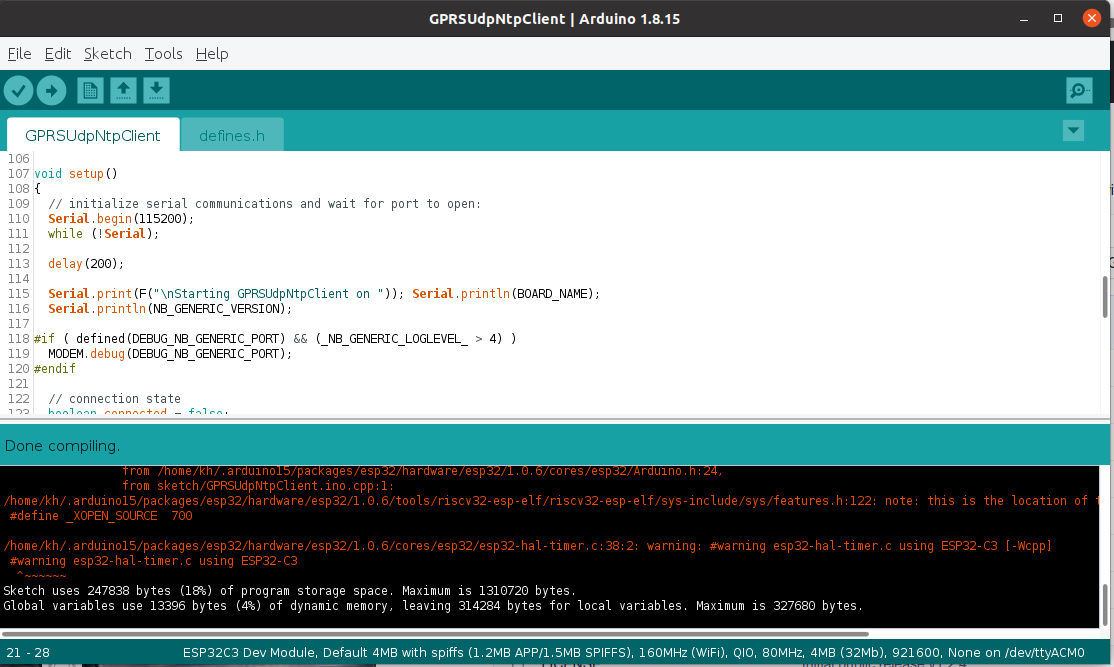 GPRSUdpNtpClient | Arduino 1.8.15
File Edit Sketch Tools Help
GPRSUdpNtpClient defines.h
106
107 void setup()
108 {
109 // initialize serial communications and wait for port to open:
110 Serial.begin(115200);
111 while (!Serial);
112
113 delay(200);
114
115 Serial.print(F("\nStarting GPRSUdpNtpClient on ")); Serial.println(BOARD_NAME);
116 Serial.println(NB_GENERIC_VERSION);
117
118 #if ( defined(DEBUG_NB_GENERIC_PORT) && (_NB_GENERIC_LOGLEVEL_ > 4) )
119 MODEM.debug(DEBUG_NB_GENERIC_PORT);
120 #endif
121
122 // connection state
123 boolean connected = false;
Done compiling.
from /home/kh/.arduino15/packages/esp32/hardware/esp32/1.0.6/cores/esp32/Arduino.h:24,
from sketch/GPRSUdpNtpClient.ino.cpp:1:
/home/kh/.arduino15/packages/esp32/hardware/esp32/1.0.6/tools/riscv32-esp-elf/riscv32-esp-elf/sys-include/sys/features.h:122: note: this is the location of
#define _XOPEN_SOURCE 700
/home/kh/.arduino15/packages/esp32/hardware/esp32/1.0.6/cores/esp32/esp32-hal-timer.c:38:2: warning: #warning esp32-hal-timer.c using ESP32-C3 [-Wcpp]
#warning esp32-hal-timer.c using ESP32-C3
^~~~~~~
Sketch uses 247838 bytes (18%) of program storage space. Maximum is 1310720 bytes.
Global variables use 13396 bytes (4%) of dynamic memory, leaving 314284 bytes for local variables. Maximum is 327680 bytes.
21 - 28 ESP32C3 Dev Module, Default 4MB with spiffs (1.2MB APP/1.5MB SPIFFS), 160MHz (WiFi), QIO, 80MHz, 4MB (32Mb), 921600, None on /dev/ttyACM0